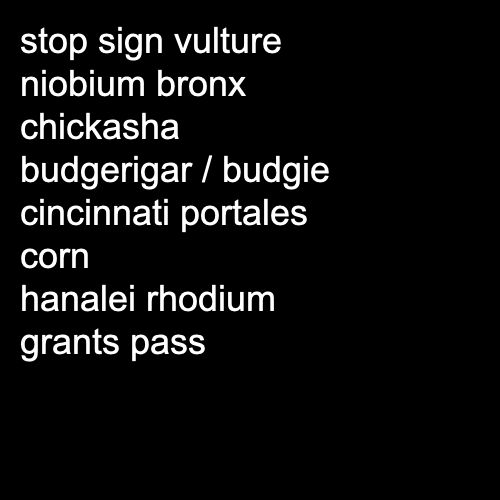 stop sign vulture
niobium bronx
chickasha
budgerigar / budgie
cincinnati portales
corn
hanalei rhodium
grants pass